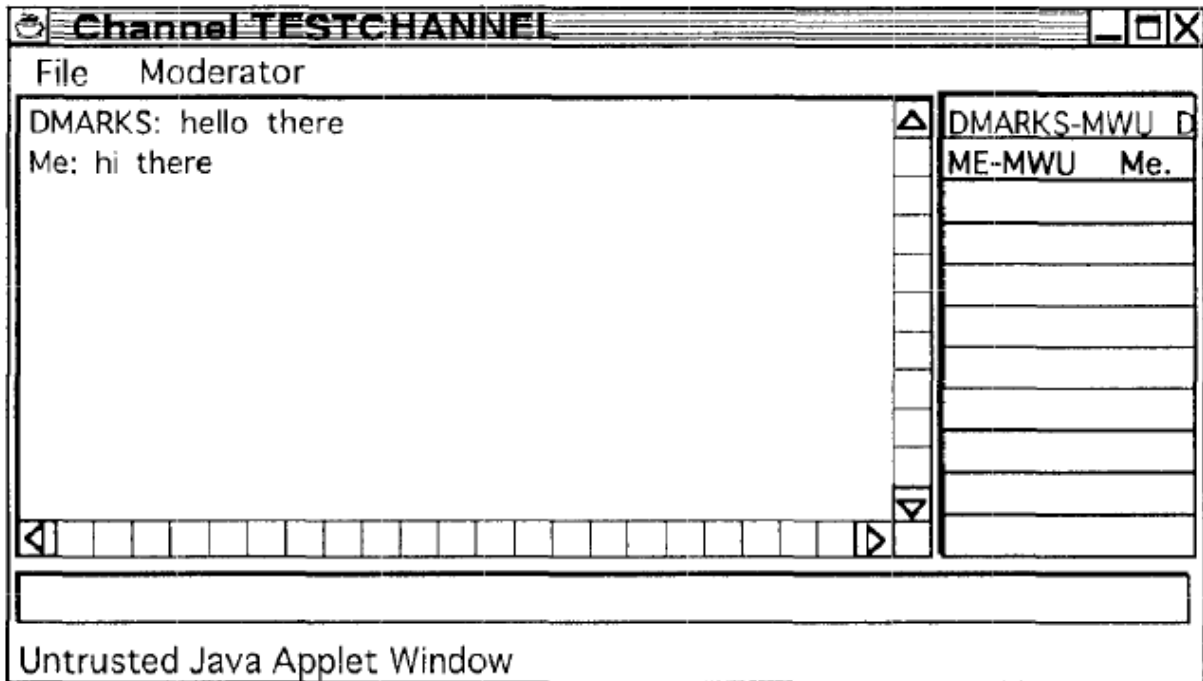 Channel TESTCHANNEL
File Moderator
DMARKS: hello there
Me: hi there
DMARKS-MWU D
ME-MWU Me.
Untrusted Java Applet Window